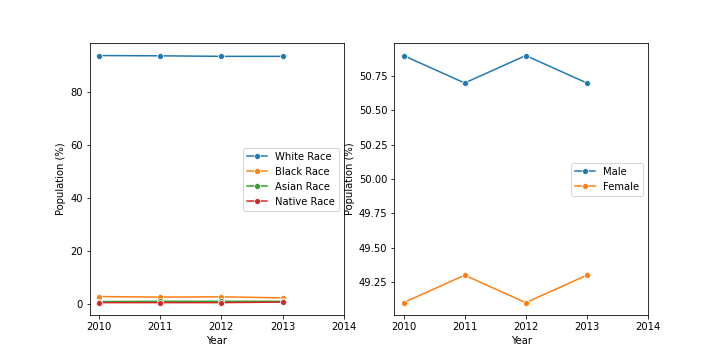 80
60
40
20
0
Population (%)
2010 2011 2012 2013 2014
Year
White Race
Black Race
Asian Race
Native Race
50.75
50.50
50.25
50.00
49.75
49.50
49.25
Population (%)
2010 2011 2012 2013 2014
Year
Male
Female